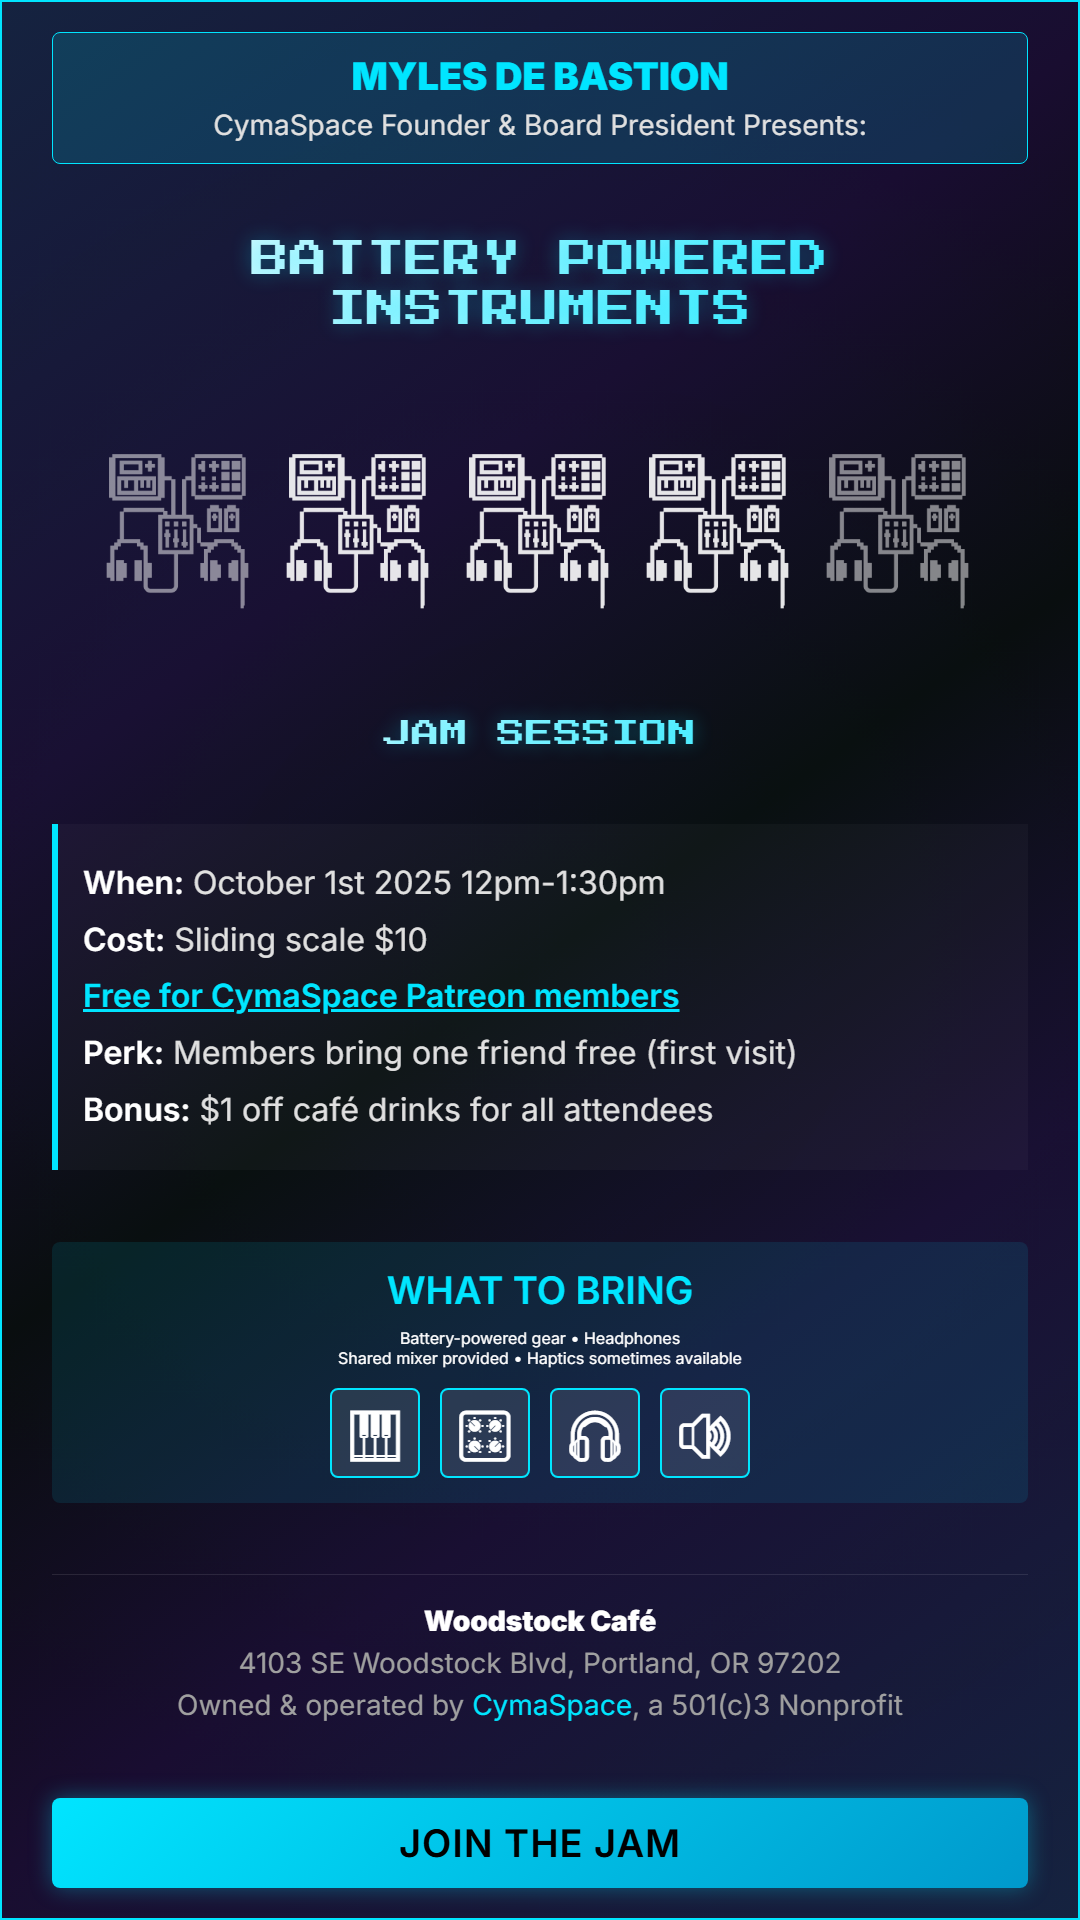 MYLES DE BASTION
CymaSpace Founder & Board President Presents:
BATTERY POWERED
INSTRUMENTS
JAM SESSION
When: October 1st 2025 12pm-1:30pm
Cost: Sliding scale $10
Free for CymaSpace Patreon members
Perk: Members bring one friend free (first visit)
Bonus: $1 off café drinks for all attendees
WHAT TO BRING
Battery-powered gear • Headphones
Shared mixer provided • Haptics sometimes available
Woodstock Café
4103 SE Woodstock Blvd, Portland, OR 97202
Owned & operated by CymaSpace, a 501(c)3 Nonprofit
JOIN THE JAM